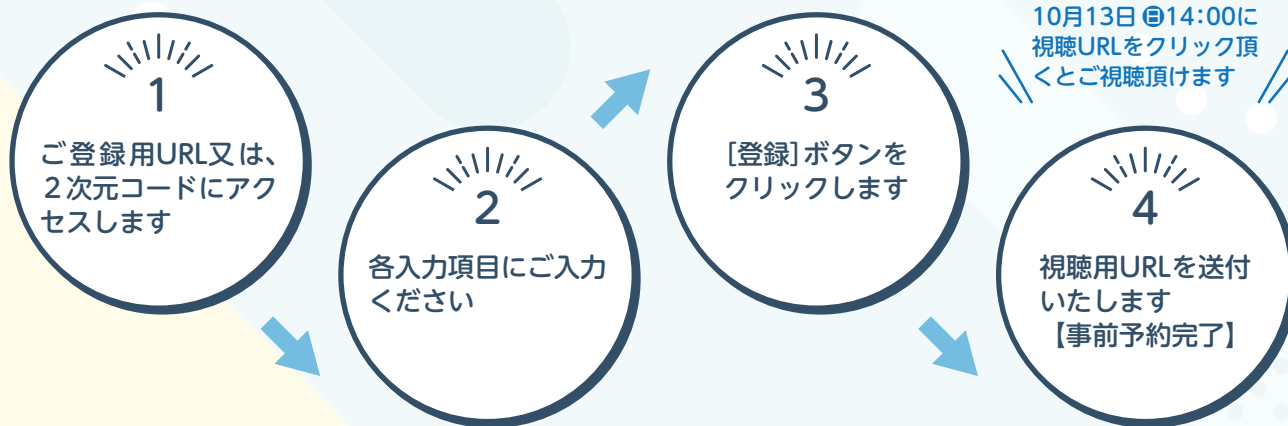 1
ご登録用URL又は、
２次元コードにアク
セスします
2
各入力項目にご入力
ください
3
[登録]ボタンを
クリックします
10月13日 日 14:00に
視聴URLをクリック頂
くとご視聴頂けます
4
視聴用URLを送付
いたします
【事前予約完了】